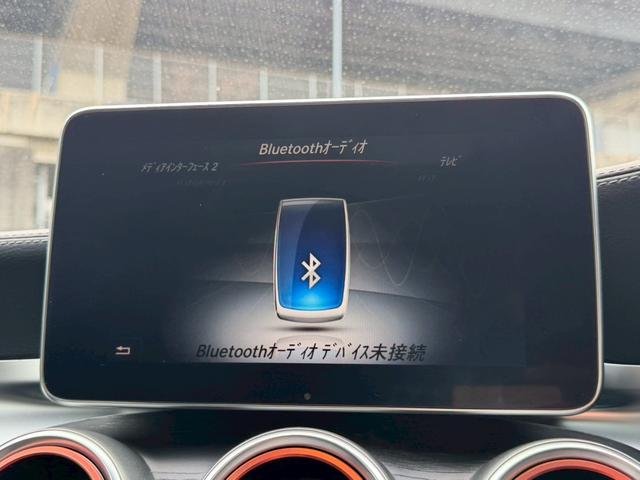 Bluetoothオーディオ
メディアインターフェース 2
テレビ
Bluetoothオーディオ デバイス未接続